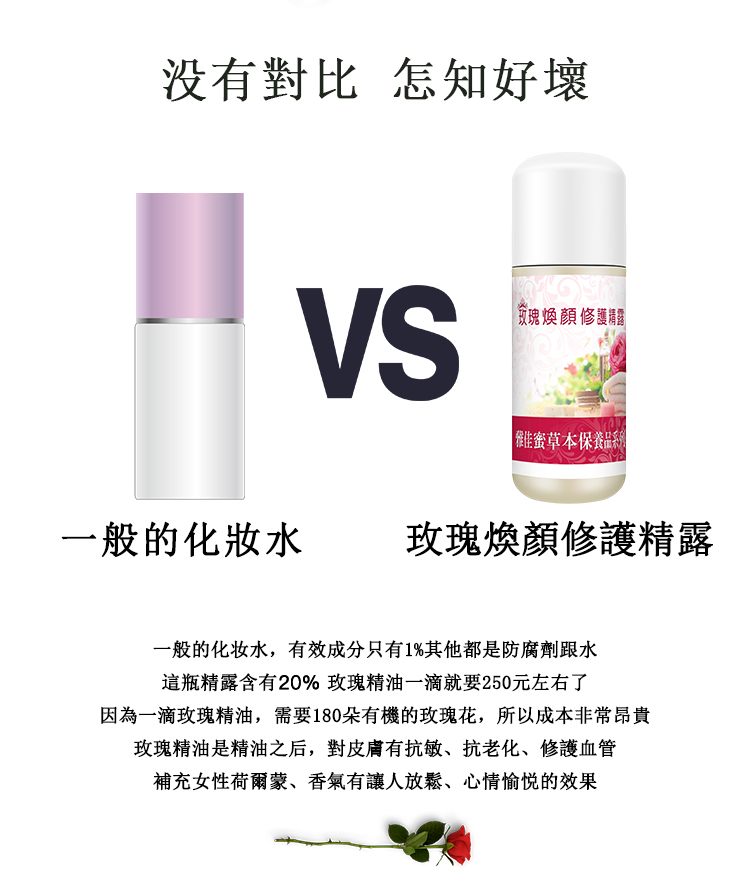 没有對比 怎知好壞
VS
玫瑰煥顏修護精露
雅佳蜜草本保養品系列
一般的化妝水
玫瑰煥顏修護精露
一般的化妆水，有效成分只有1%其他都是防腐劑跟水
這瓶精露含有20% 玫瑰精油一滴就要250元左右了
因為一滴玫瑰精油，需要180朵有機的玫瑰花，所以成本非常昂貴
玫瑰精油是精油之后，對皮膚有抗敏、抗老化、修護血管
補充女性荷爾蒙、香氣有讓人放鬆、心情愉悦的效果